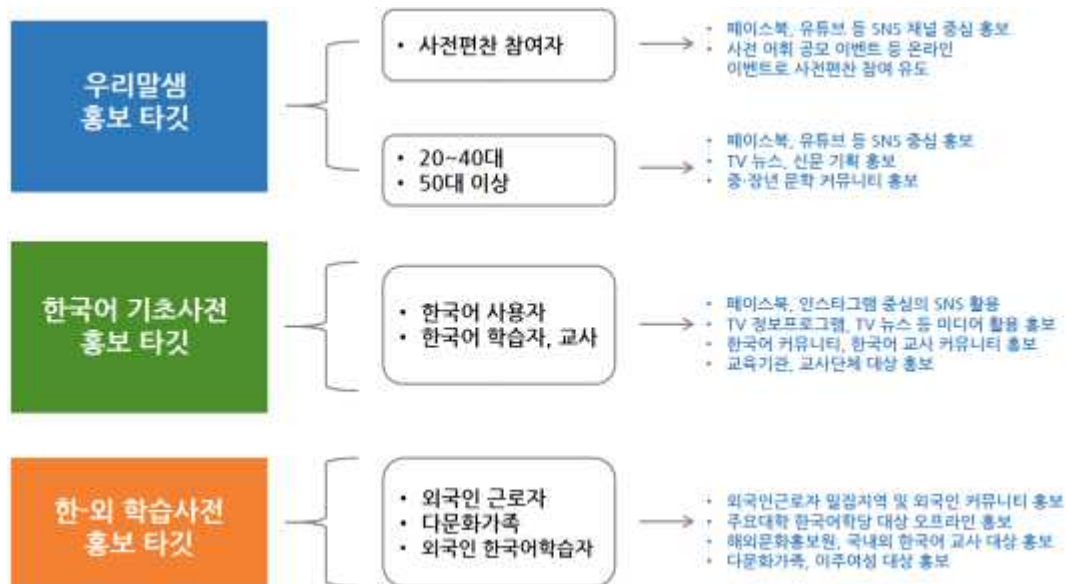 우리말샘
홍보 타깃
• 사전편찬 참여자
• 페이스북, 유튜브 등 SNS 채널 중심 홍보
• 사전 어휘 공모 이벤트 등 온라인
이벤트로 사전편찬 참여 유도
• 20~40대
• 50대 이상
• 페이스북, 유튜브 등 SNS 중심 홍보
• TV 뉴스, 신문 기획 홍보
• 중·장년 문학 커뮤니티 홍보
한국어 기초사전
홍보 타깃
• 한국어 사용자
• 한국어 학습자, 교사
• 페이스북, 인스타그램 중심의 SNS 활용
• TV 정보프로그램, TV 뉴스 등 미디어 활용 홍보
• 한국어 커뮤니티, 한국어 교사 커뮤니티 홍보
• 교육기관, 교사단체 대상 홍보
한-외 학습사전
홍보 타깃
• 외국인 근로자
• 다문화가족
• 외국인 한국어학습자
• 외국인근로자 밀집지역 및 외국인 커뮤니티 홍보
• 주요대학 한국어학당 대상 오프라인 홍보
• 해외문화홍보원, 국내외 한국어 교사 대상 홍보
• 다문화가족, 이주여성 대상 홍보